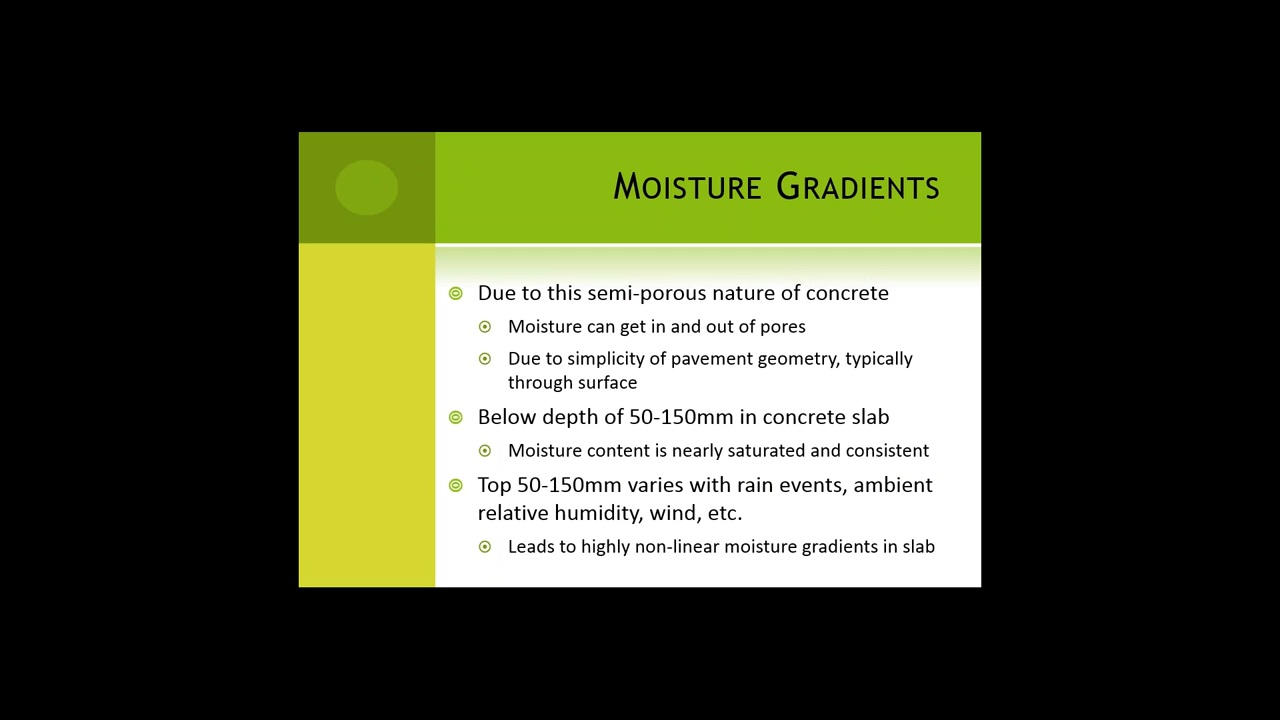 Moisture Gradients
Due to this semi-porous nature of concrete
Moisture can get in and out of pores
Due to simplicity of pavement geometry, typically
through surface
Below depth of 50-150mm in concrete slab
Moisture content is nearly saturated and consistent
Top 50-150mm varies with rain events, ambient
relative humidity, wind, etc.
Leads to highly non-linear moisture gradients in slab